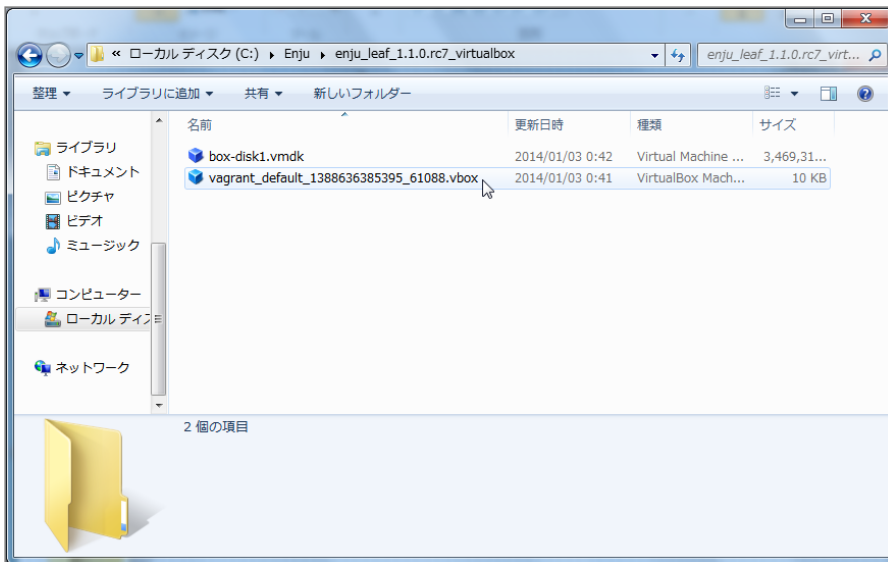 « ローカル ディスク (C:) ▸ Enju ▸ enju_leaf_1.1.0.rc7_virtualbox
enju_leaf_1.1.0.rc7_virt...
整理 ライブラリに追加 共有 新しいフォルダー
ライブラリ
ドキュメント
ピクチャ
ビデオ
ミュージック
コンピューター
ローカル ディス
ネットワーク
名前 更新日時 種類 サイズ
box-disk1.vmdk 2014/01/03 0:42 Virtual Machine ... 3,469,31...
vagrant_default_1388636385395_61088.vbox 2014/01/03 0:41 VirtualBox Mach... 10 KB
2 個の項目